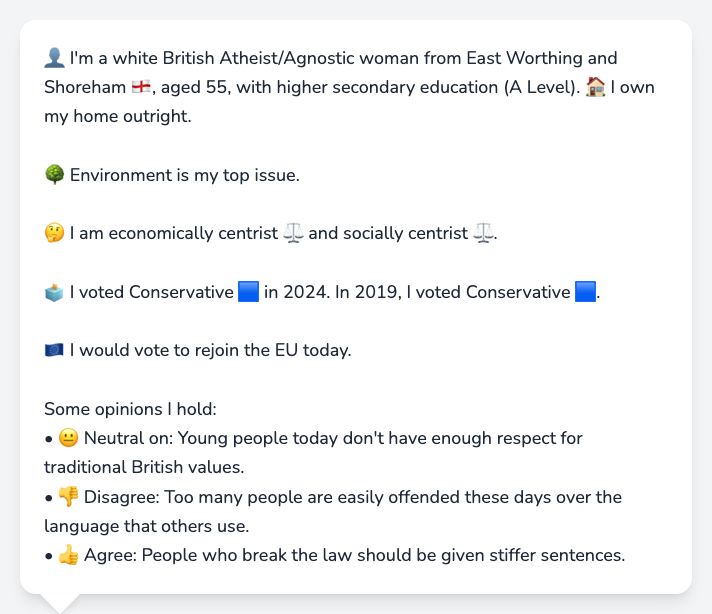 👤 I'm a white British Atheist/Agnostic woman from East Worthing and
Shoreham 🏴󠁧󠁢󠁥󠁮󠁧󠁿, aged 55, with higher secondary education (A Level). 🏠 I own
my home outright.
🌳 Environment is my top issue.
🤔 I am economically centrist ⚖️ and socially centrist ⚖️.
🗳️ I voted Conservative 🟦 in 2024. In 2019, I voted Conservative 🟦.
🇪🇺 I would vote to rejoin the EU today.
Some opinions I hold:
• 😐 Neutral on: Young people today don't have enough respect for
traditional British values.
• 👎 Disagree: Too many people are easily offended these days over the
language that others use.
• 👍 Agree: People who break the law should be given stiffer sentences.